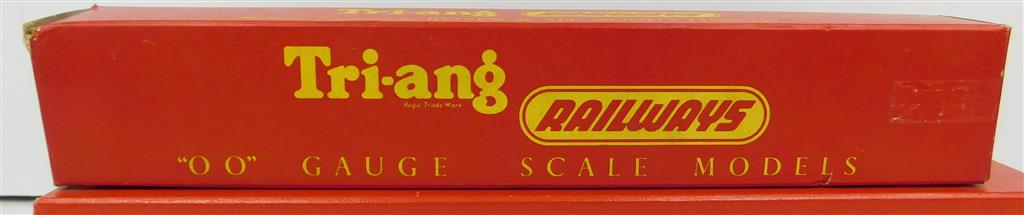 Tri-ang
Regd Trade Mark
RAILWAYS
"OO" GAUGE SCALE MODELS